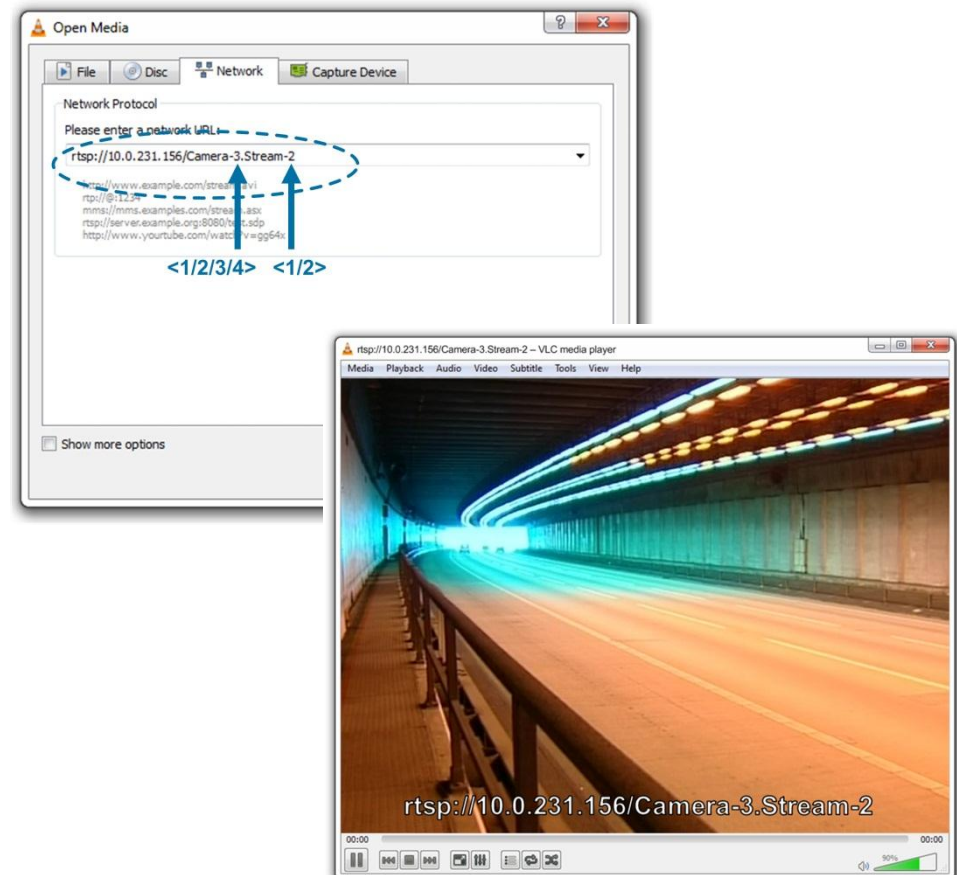 Open Media
File Disc Network Capture Device
Network Protocol
Please enter a network URL:
rtsp://10.0.231.156/Camera-3.Stream-2
http://www.example.com/stream.avi
rtp://@:1234
mms://mms.examples.com/stream.asx
rtsp://server.example.org:8080/test.sdp
http://www.yourtube.com/watch?v=gg64x
<1/2/3/4> <1/2>
Show more options
rtsp://10.0.231.156/Camera-3.Stream-2 – VLC media player
Media Playback Audio Video Subtitle Tools View Help
rtsp://10.0.231.156/Camera-3.Stream-2
00:00 00:00
90%